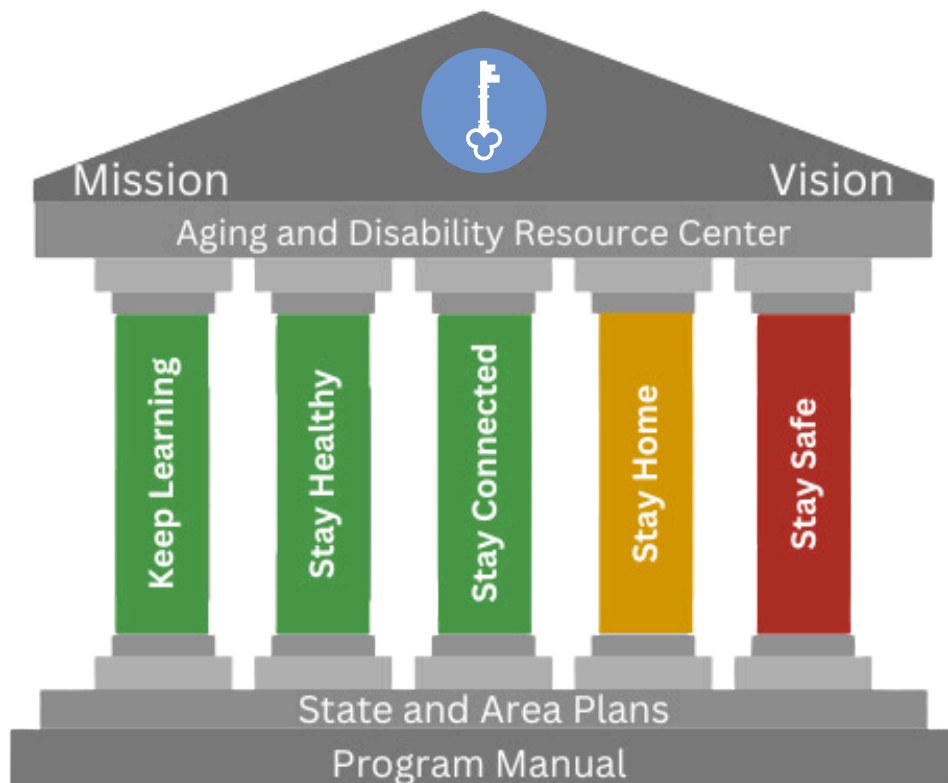 Mission
Vision
Aging and Disability Resource Center
Keep Learning
Stay Healthy
Stay Connected
Stay Home
Stay Safe
State and Area Plans
Program Manual